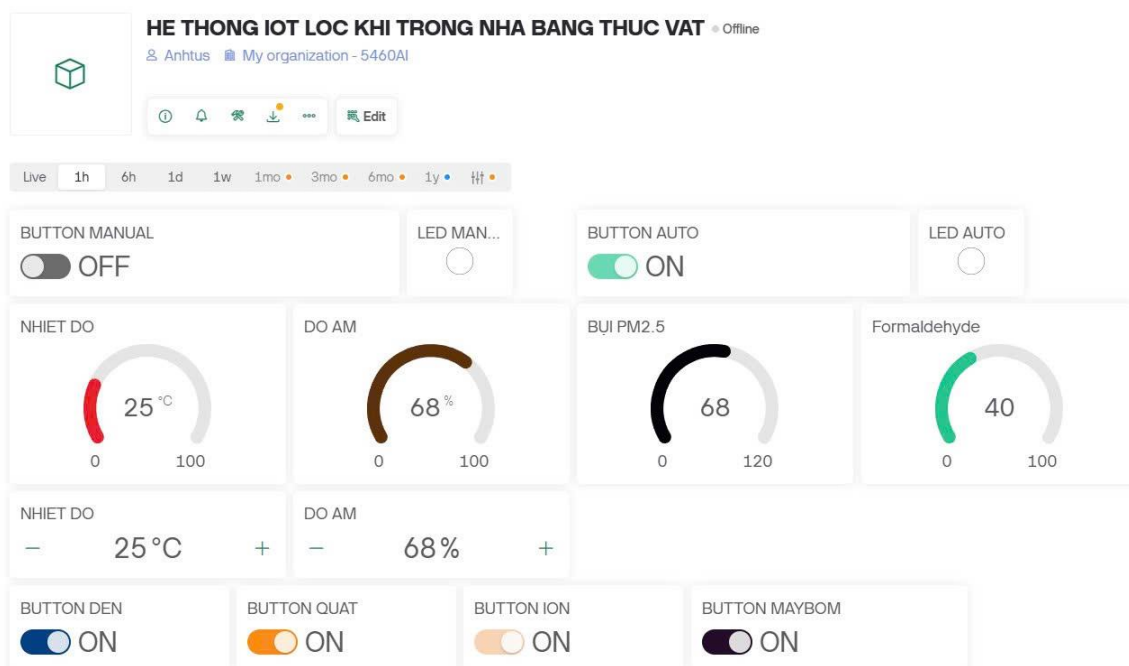 HE THONG IOT LOC KHI TRONG NHA BANG THUC VAT Offline
Anhtus My organization - 5460AI
Edit
Live 1h 6h 1d 1w 1mo 3mo 6mo 1y
BUTTON MANUAL LED MAN... BUTTON AUTO LED AUTO
OFF ON
NHIET DO DO AM BỤI PM2.5 Formaldehyde
25 °C 68 % 68 40
0 100 0 100 0 120 0 100
NHIET DO DO AM
− 25 °C + − 68 % +
BUTTON DEN BUTTON QUAT BUTTON ION BUTTON MAYBOM
ON ON ON ON